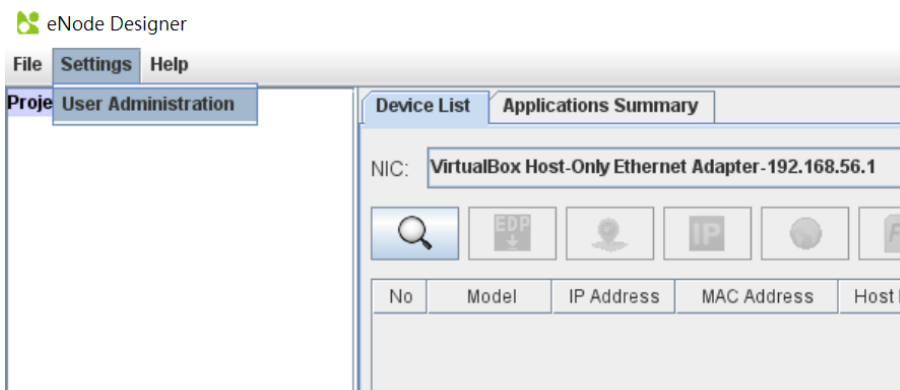 eNode Designer
File Settings Help
Proje User Administration
Device List Applications Summary
NIC: VirtualBox Host-Only Ethernet Adapter-192.168.56.1
EDP IP
No Model IP Address MAC Address Host